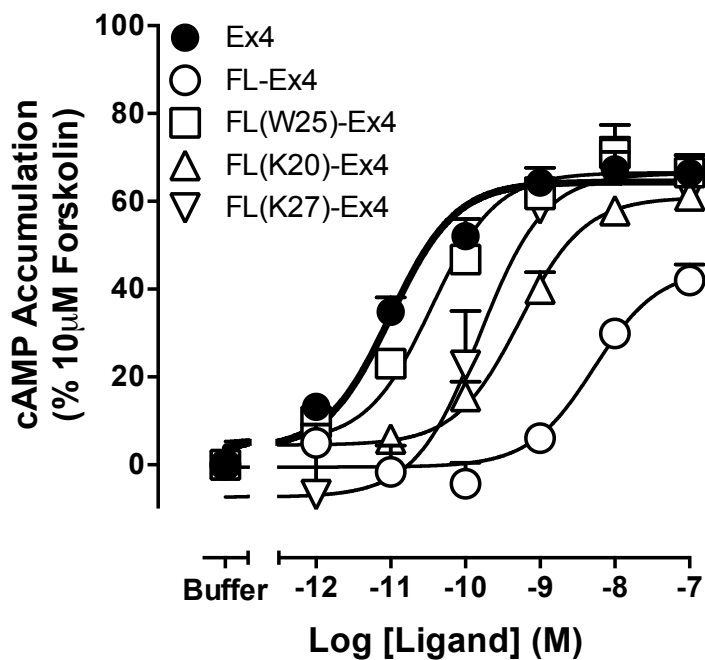 100
80
60
40
20
0
cAMP Accumulation
(% 10μM Forskolin)
Ex4
FL-Ex4
FL(W25)-Ex4
FL(K20)-Ex4
FL(K27)-Ex4
Buffer -12 -11 -10 -9 -8 -7
Log [Ligand] (M)